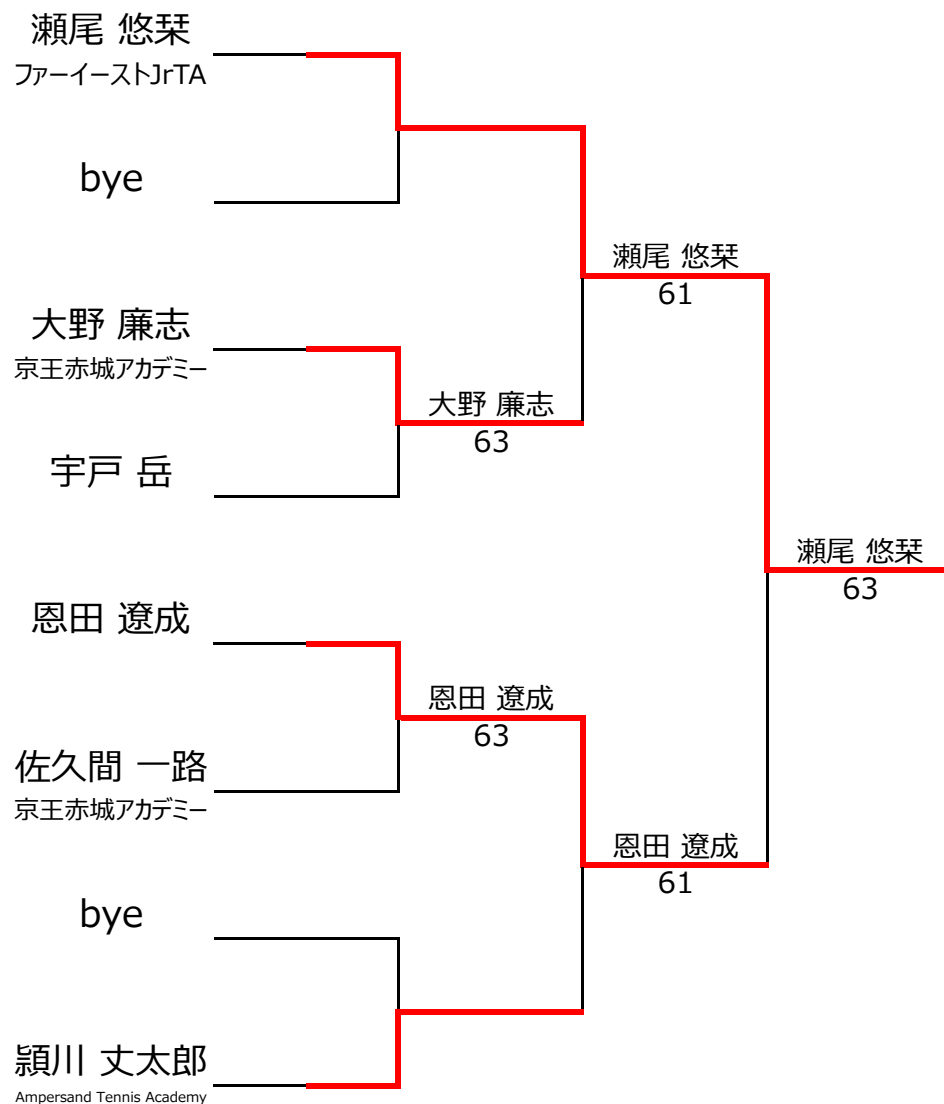 瀬尾 悠栞
ファーイーストJrTA
bye
大野 廉志
京王赤城アカデミー
宇戸 岳
恩田 遼成
佐久間 一路
京王赤城アカデミー
bye
頴川 丈太郎
Ampersand Tennis Academy
大野 廉志
63
恩田 遼成
63
瀬尾 悠栞
61
恩田 遼成
61
瀬尾 悠栞
63